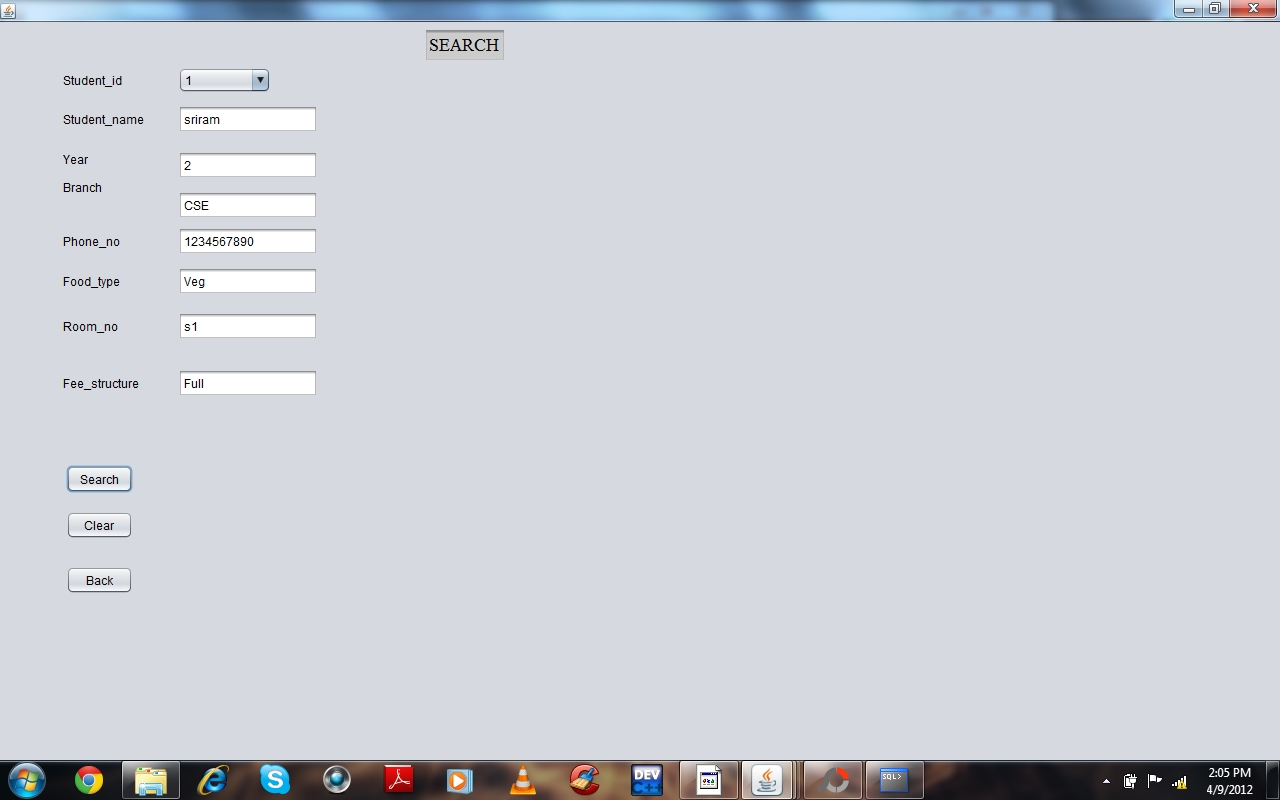 SEARCH
Student_id 1
Student_name sriram
Year 2
Branch CSE
Phone_no 1234567890
Food_type Veg
Room_no s1
Fee_structure Full
Search
Clear
Back
DEV
C++
SQL>
2:05 PM
4/9/2012